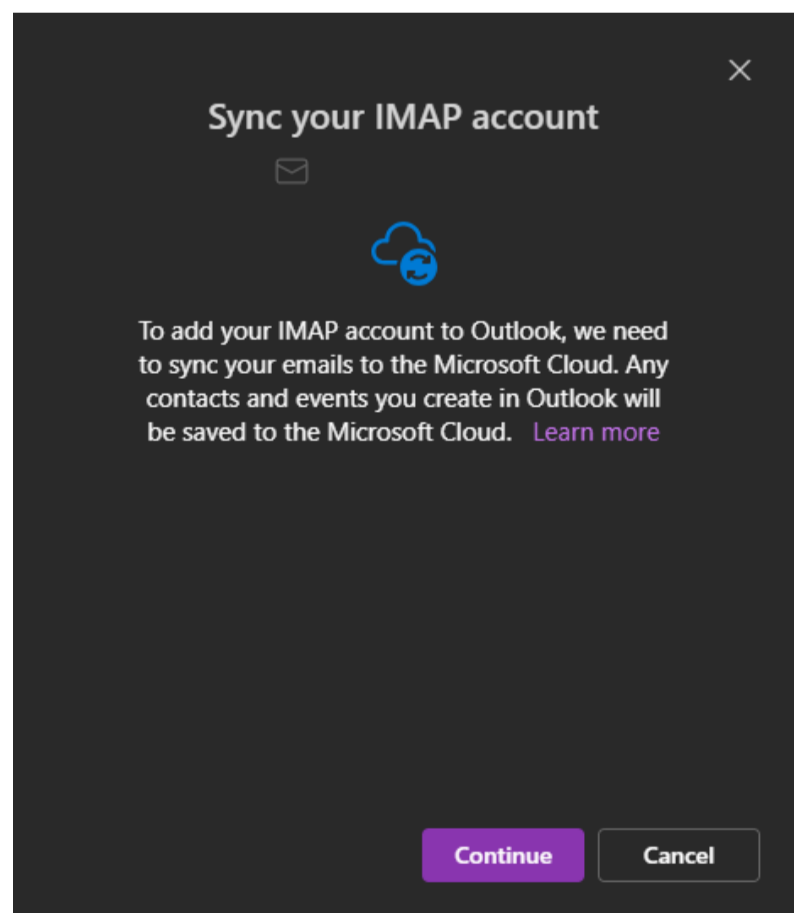 Sync your IMAP account
To add your IMAP account to Outlook, we need
to sync your emails to the Microsoft Cloud. Any
contacts and events you create in Outlook will
be saved to the Microsoft Cloud. Learn more
Continue Cancel